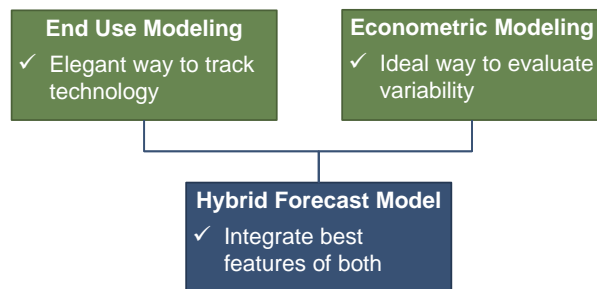 End Use Modeling
✓ Elegant way to track
technology
Econometric Modeling
✓ Ideal way to evaluate
variability
Hybrid Forecast Model
✓ Integrate best
features of both